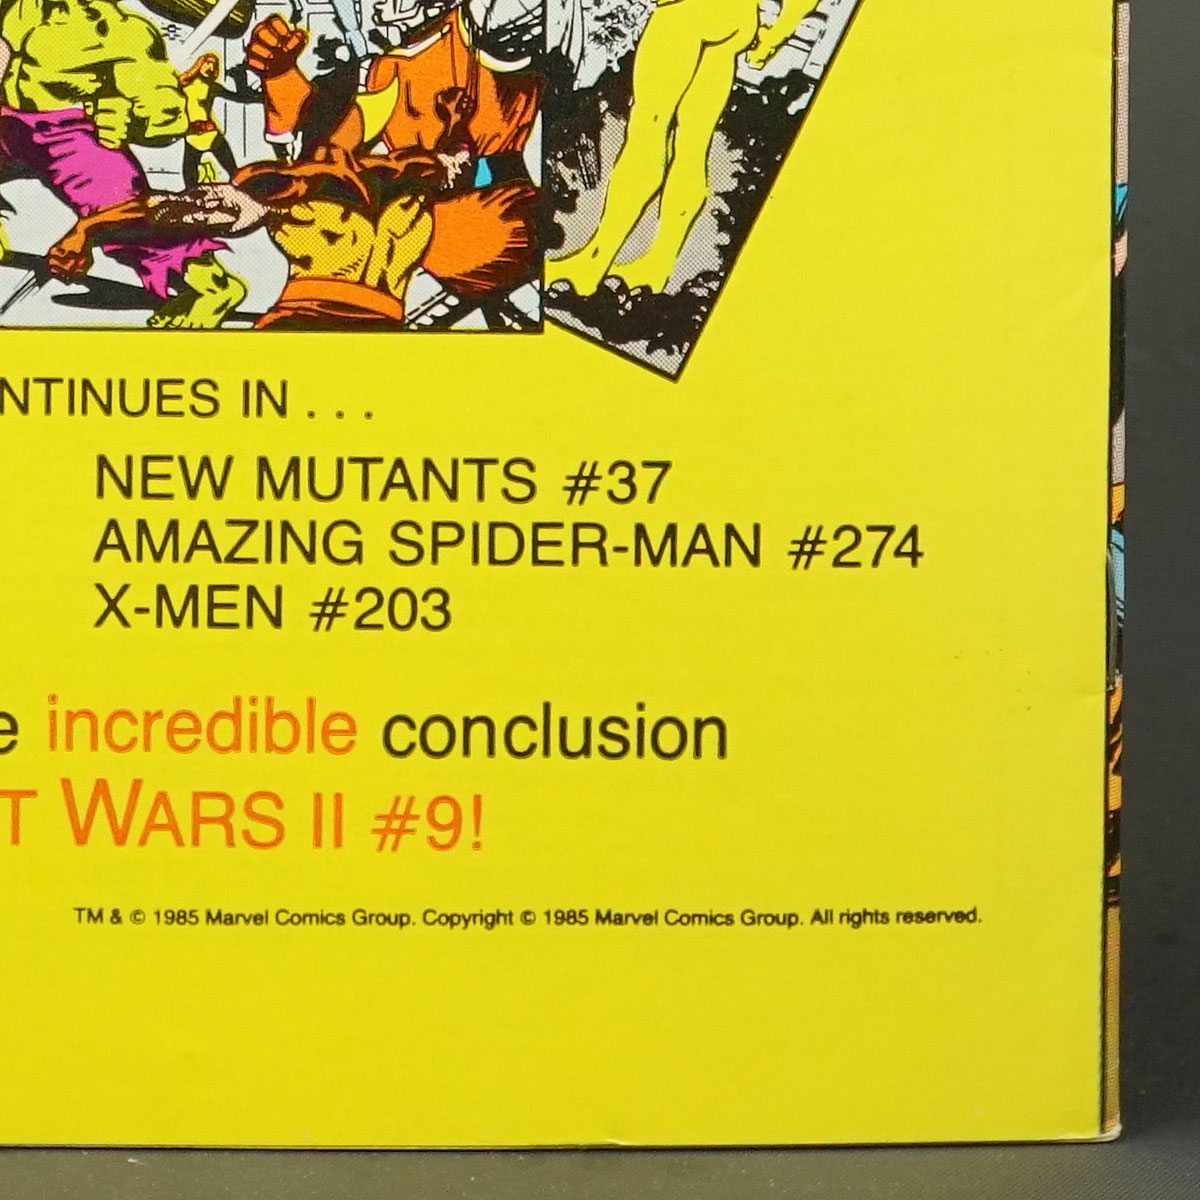 NTINUES IN . . .
NEW MUTANTS #37
AMAZING SPIDER-MAN #274
X-MEN #203
e incredible conclusion
T WARS II #9!
TM & © 1985 Marvel Comics Group. Copyright © 1985 Marvel Comics Group. All rights reserved.